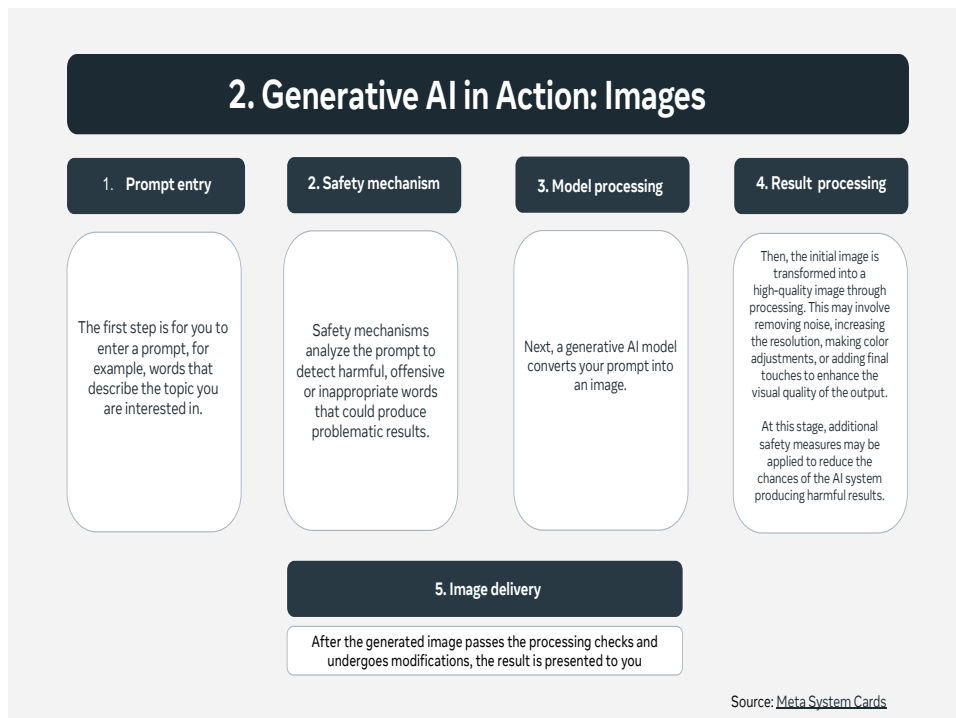 2. Generative AI in Action: Images
1. Prompt entry
The first step is for you to
enter a prompt, for
example, words that
describe the topic you
are interested in.
2. Safety mechanism
Safety mechanisms
analyze the prompt to
detect harmful, offensive
or inappropriate words
that could produce
problematic results.
3. Model processing
Next, a generative AI model
converts your prompt into
an image.
4. Result processing
Then, the initial image is
transformed into a
high-quality image through
processing. This may involve
removing noise, increasing
the resolution, making color
adjustments, or adding final
touches to enhance the
visual quality of the output.
At this stage, additional
safety measures may be
applied to reduce the
chances of the AI system
producing harmful results.
5. Image delivery
After the generated image passes the processing checks and
undergoes modifications, the result is presented to you
Source: Meta System Cards